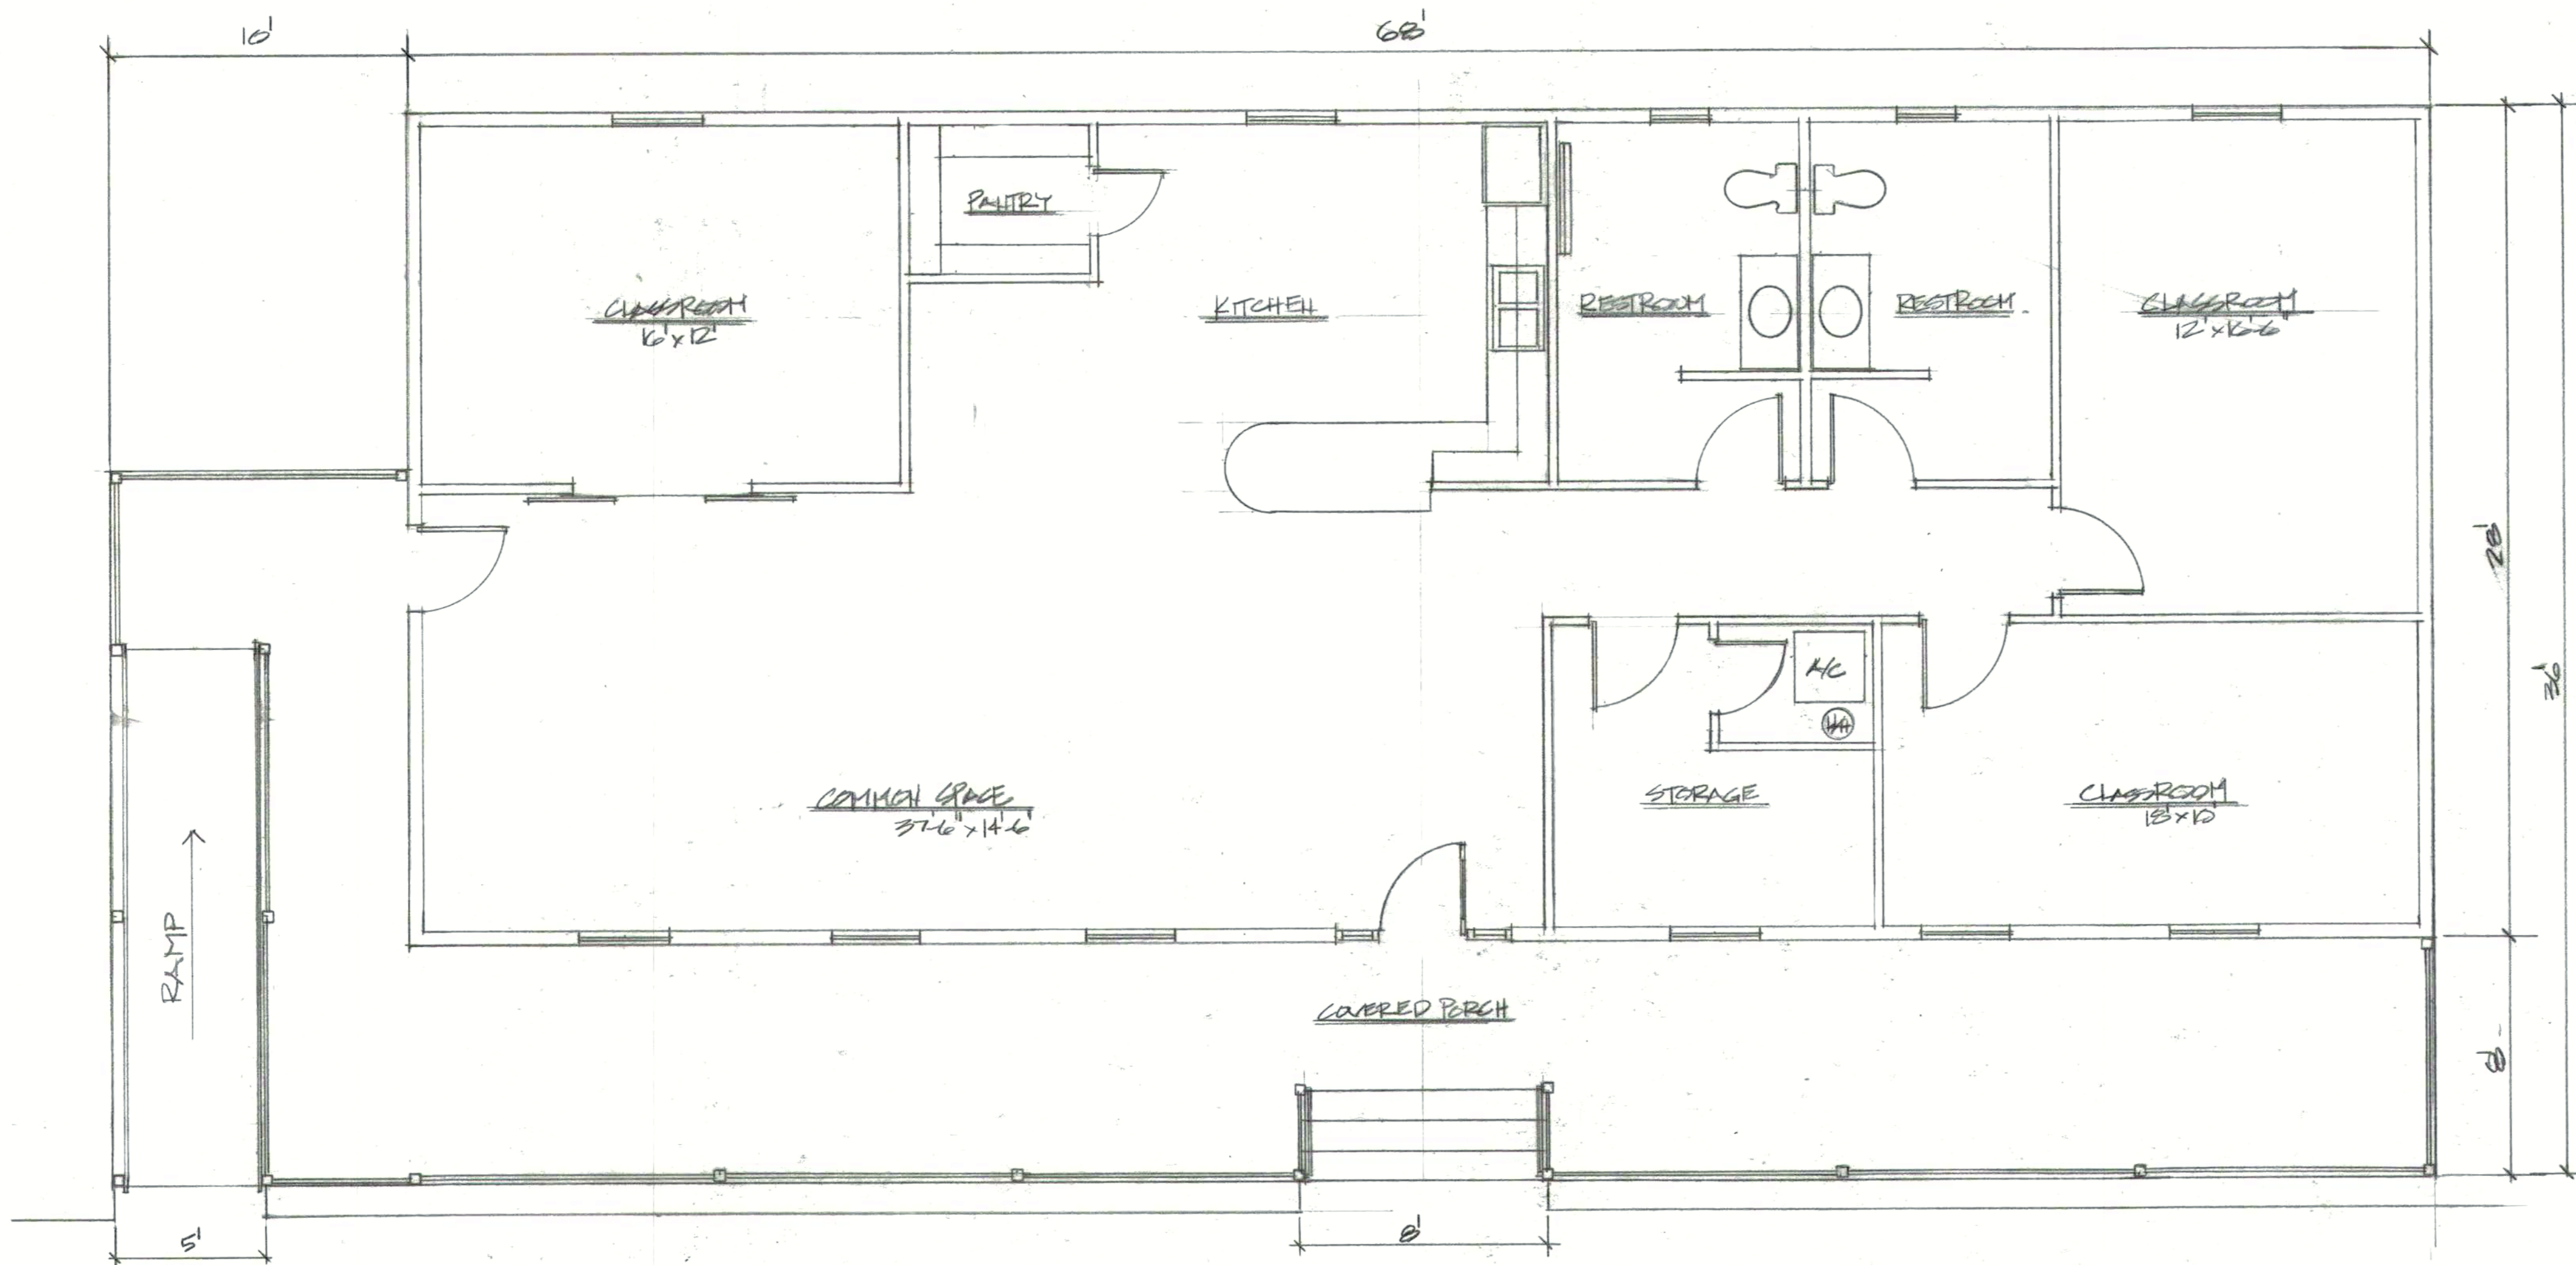 10'
68'
PANTRY
CLASSROOM
16'x12'
KITCHEN
RESTROOM
RESTROOM
CLASSROOM
12'x16'-6"
28'
36'
A/C
WH
COMMON SPACE
37'-6"x14'-6"
STORAGE
CLASSROOM
18'x10'
RAMP
COVERED PORCH
8'
5'
8'